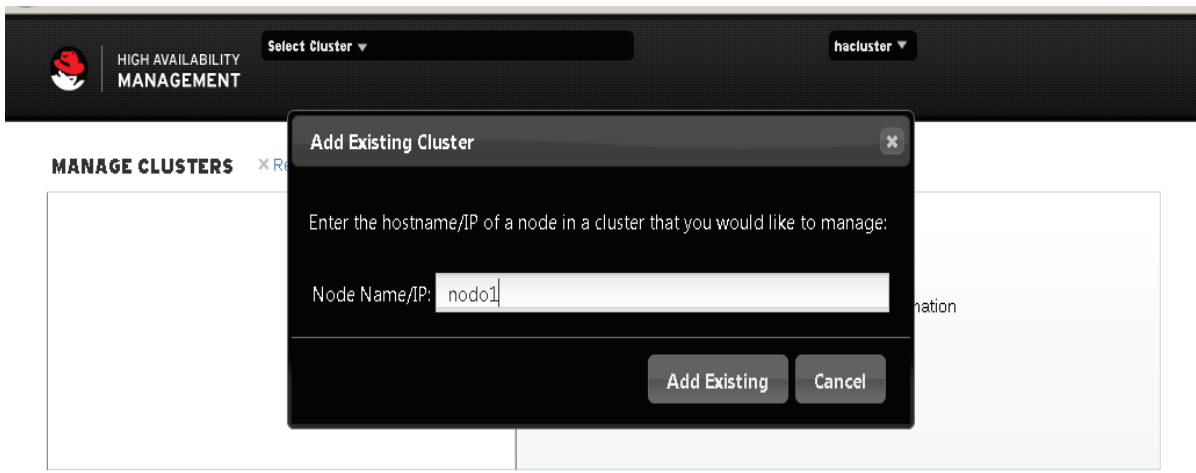 HIGH AVAILABILITY
MANAGEMENT
Select Cluster
hacluster
Add Existing Cluster
MANAGE CLUSTERS
Enter the hostname/IP of a node in a cluster that you would like to manage:
Node Name/IP: nodo1
Add Existing Cancel